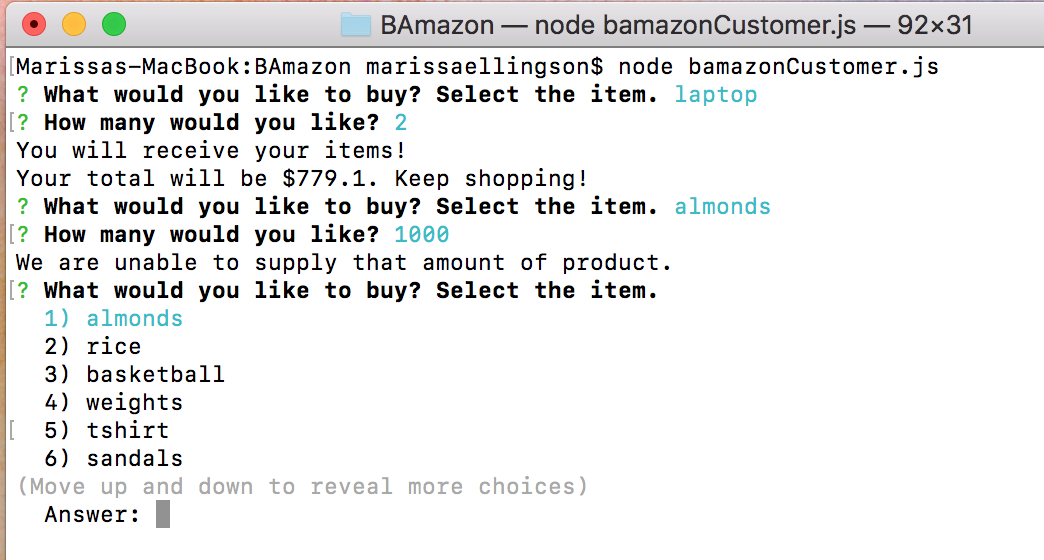 BAmazon — node bamazonCustomer.js — 92×31
[Marissas-MacBook:BAmazon marissaellingson$ node bamazonCustomer.js
? What would you like to buy? Select the item. laptop
[? How many would you like? 2
You will receive your items!
Your total will be $779.1. Keep shopping!
? What would you like to buy? Select the item. almonds
[? How many would you like? 1000
We are unable to supply that amount of product.
[? What would you like to buy? Select the item.
1) almonds
2) rice
3) basketball
4) weights
[ 5) tshirt
6) sandals
(Move up and down to reveal more choices)
Answer: